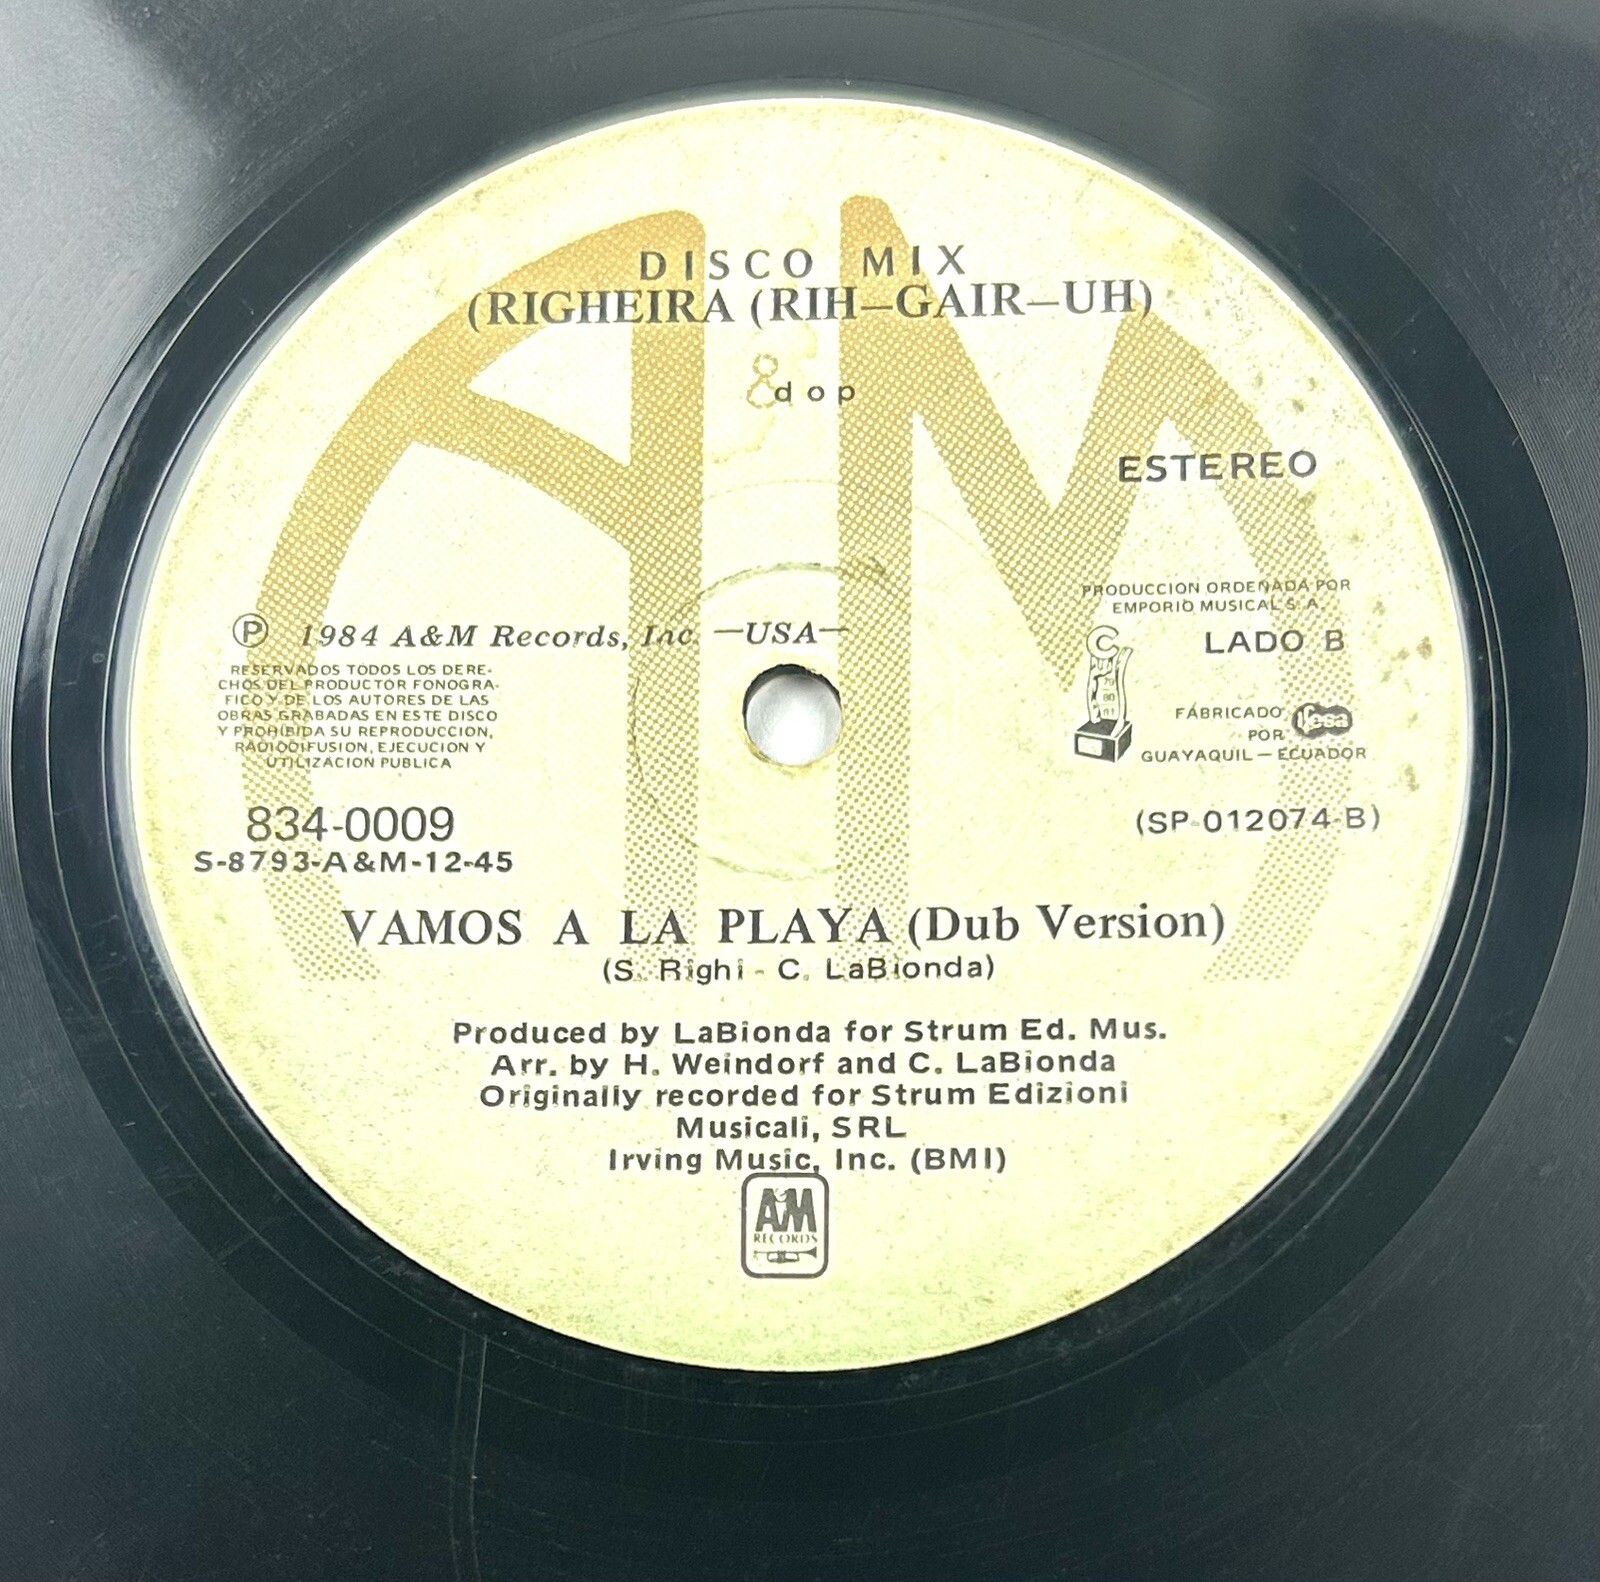 DISCO MIX
(RIGHEIRA (RIH-GAIR-UH)
dop
ESTEREO
PRODUCCION ORDENADA POR
EMPORIO MUSICAL S. A.
LADO B
Ⓟ 1984 A&M Records, Inc. —USA—
RESERVADOS TODOS LOS DERE-
CHOS DEL PRODUCTOR FONOGRA-
FICO Y DE LOS AUTORES DE LAS
OBRAS GRABADAS EN ESTE DISCO
Y PROHIBIDA SU REPRODUCCION,
RADIODIFUSION, EJECUCION Y
UTILIZACION PUBLICA
79
80
81
FABRICADO fesa
POR
GUAYAQUIL — ECUADOR
834-0009
(SP-012074-B)
S-8793-A&M-12-45
VAMOS A LA PLAYA (Dub Version)
(S. Righi - C. LaBionda)
Produced by LaBionda for Strum Ed. Mus.
Arr. by H. Weindorf and C. LaBionda
Originally recorded for Strum Edizioni
Musicali, SRL
Irving Music, Inc. (BMI)
A&M
RECORDS